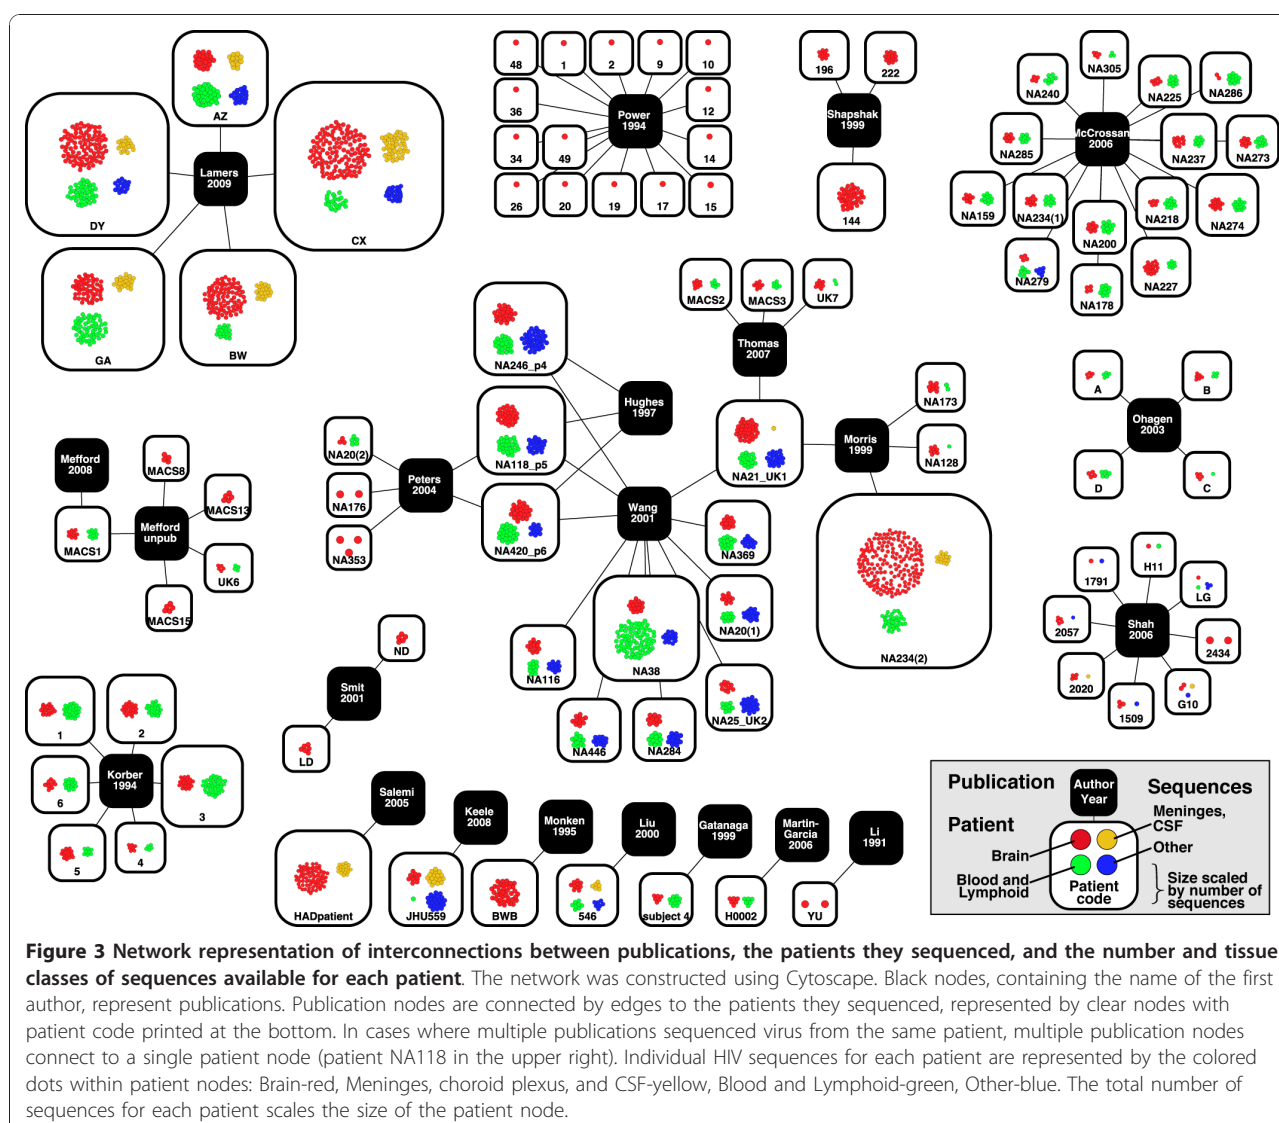 AZ
DY
Lamers
2009
CX
GA
BW
48
1
2
9
10
36
Power
1994
12
34
49
14
26
20
19
17
15
196
222
Shapshak
1999
144
NA305
NA240
NA225
NA286
NA285
McCrossan
2006
NA237
NA273
NA159
NA234(1)
NA218
NA274
NA200
NA279
NA178
NA227
MACS2
MACS3
UK7
Thomas
2007
NA246_p4
Hughes
1997
NA118_p5
NA20(2)
Peters
2004
NA176
NA353
NA420_p6
Wang
2001
NA21_UK1
Morris
1999
NA173
NA128
NA234(2)
NA369
NA20(1)
NA25_UK2
NA38
NA116
NA446
NA284
A
B
Ohagen
2003
D
C
Mefford
2008
MACS8
MACS13
MACS1
Mefford
unpub
UK6
MACS15
H11
1791
LG
2057
Shah
2006
2434
2020
1509
G10
ND
Smit
2001
LD
1
2
Korber
1994
6
3
5
4
Salemi
2005
HADpatient
Keele
2008
JHU559
Monken
1995
BWB
Liu
2000
546
Gatanaga
1999
subject 4
Martin-
Garcia
2006
H0002
Li
1991
YU
Publication
Author
Year
Sequences
Patient
Meninges,
CSF
Brain
Other
Blood and
Lymphoid
Patient
code
Size scaled
by number of
sequences
Figure 3 Network representation of interconnections between publications, the patients they sequenced, and the number and tissue
classes of sequences available for each patient. The network was constructed using Cytoscape. Black nodes, containing the name of the first
author, represent publications. Publication nodes are connected by edges to the patients they sequenced, represented by clear nodes with
patient code printed at the bottom. In cases where multiple publications sequenced virus from the same patient, multiple publication nodes
connect to a single patient node (patient NA118 in the upper right). Individual HIV sequences for each patient are represented by the colored
dots within patient nodes: Brain-red, Meninges, choroid plexus, and CSF-yellow, Blood and Lymphoid-green, Other-blue. The total number of
sequences for each patient scales the size of the patient node.